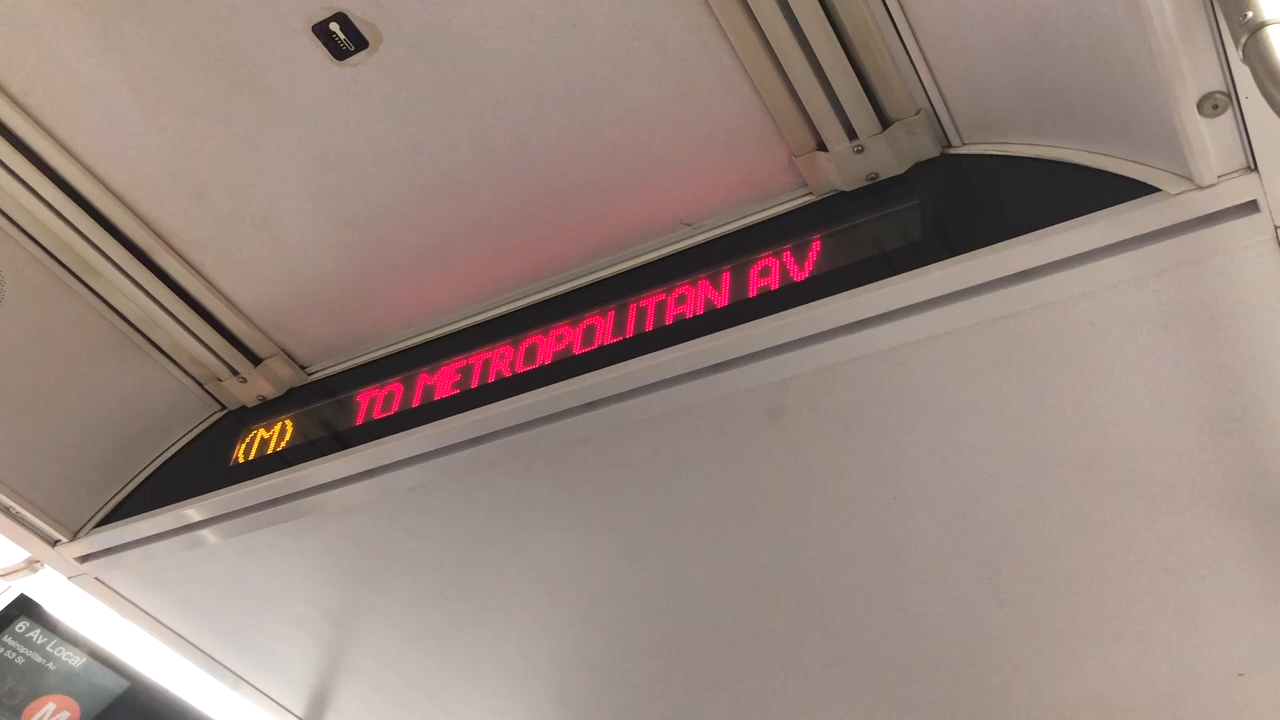 (M) TO METROPOLITAN AV
6 Av Local
Metropolitan Av
53 St
M